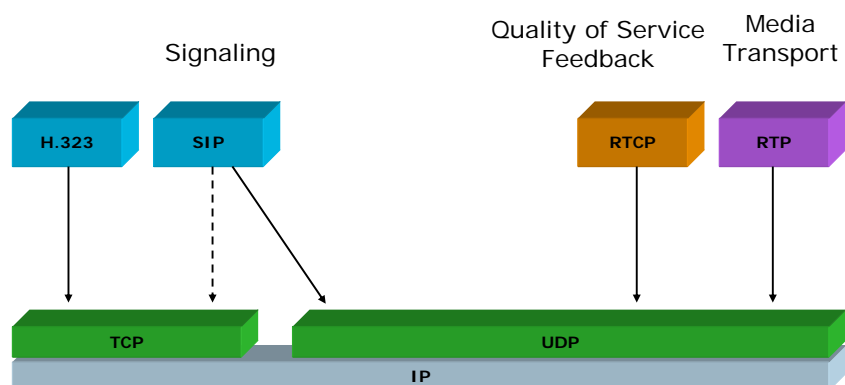 Signaling
Quality of Service
Feedback
Media
Transport
H.323
SIP
RTCP
RTP
TCP
UDP
IP